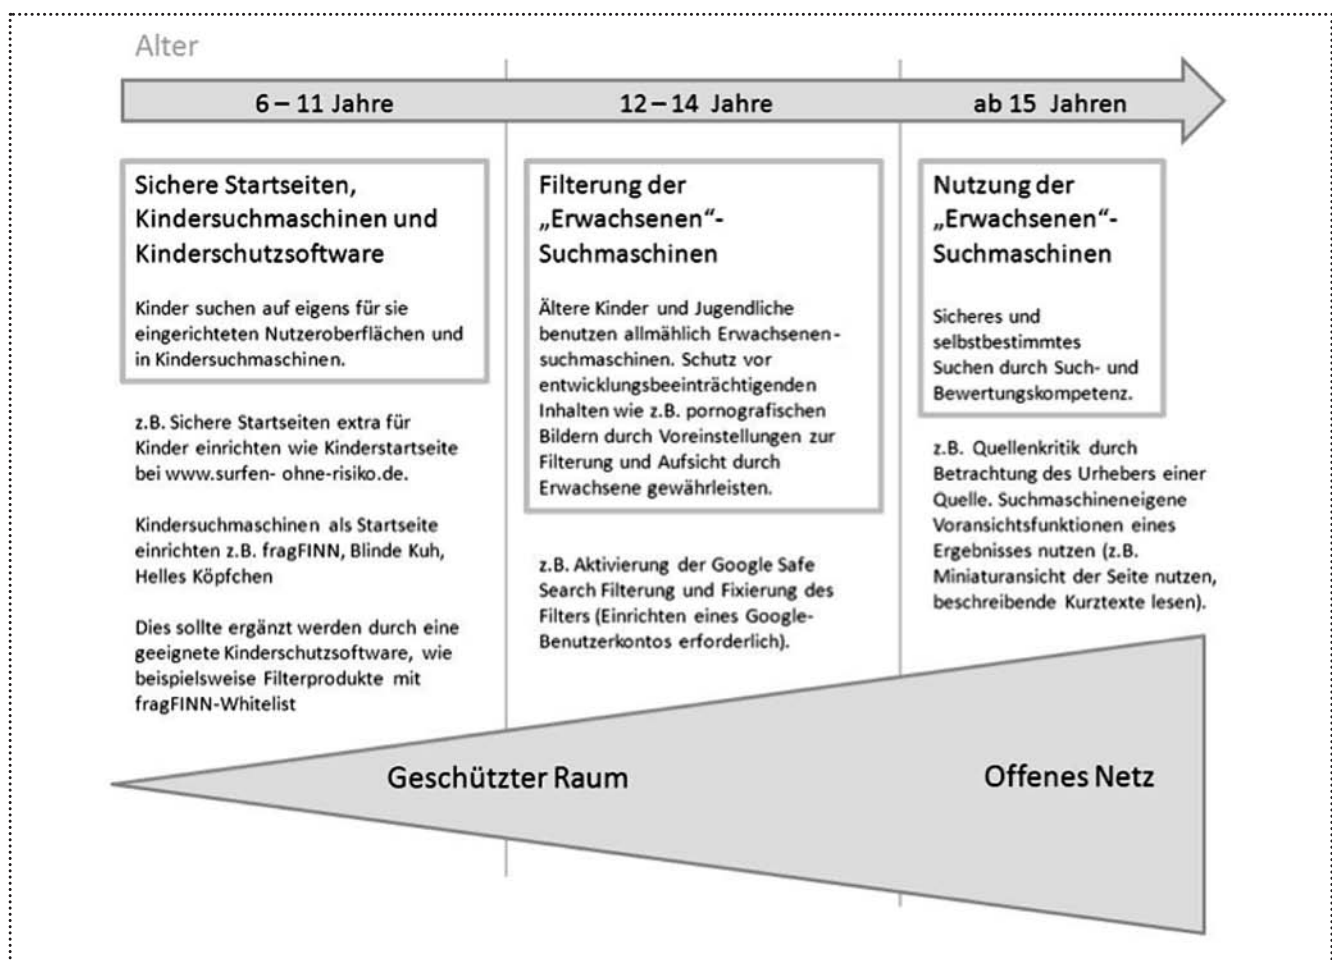 Alter
6 – 11 Jahre
12 – 14 Jahre
ab 15 Jahren
Sichere Startseiten,
Kindersuchmaschinen und
Kinderschutzsoftware
Kinder suchen auf eigens für sie
eingerichteten Nutzeroberflächen und
in Kindersuchmaschinen.
z.B. Sichere Startseiten extra für
Kinder einrichten wie Kinderstartseite
bei www.surfen- ohne-risiko.de.
Kindersuchmaschinen als Startseite
einrichten z.B. fragFINN, Blinde Kuh,
Helles Köpfchen
Dies sollte ergänzt werden durch eine
geeignete Kinderschutzsoftware, wie
beispielsweise Filterprodukte mit
fragFINN-Whitelist
Filterung der
„Erwachsenen“-
Suchmaschinen
Ältere Kinder und Jugendliche
benutzen allmählich Erwachsenen-
suchmaschinen. Schutz vor
entwicklungsbeeinträchtigenden
Inhalten wie z.B. pornografischen
Bildern durch Voreinstellungen zur
Filterung und Aufsicht durch
Erwachsene gewährleisten.
z.B. Aktivierung der Google Safe
Search Filterung und Fixierung des
Filters (Einrichten eines Google-
Benutzerkontos erforderlich).
Nutzung der
„Erwachsenen“-
Suchmaschinen
Sicheres und
selbstbestimmtes
Suchen durch Such- und
Bewertungskompetenz.
z.B. Quellenkritik durch
Betrachtung des Urhebers einer
Quelle. Suchmaschineneigene
Voransichtsfunktionen eines
Ergebnisses nutzen (z.B.
Miniaturansicht der Seite nutzen,
beschreibende Kurztexte lesen).
Geschützter Raum
Offenes Netz